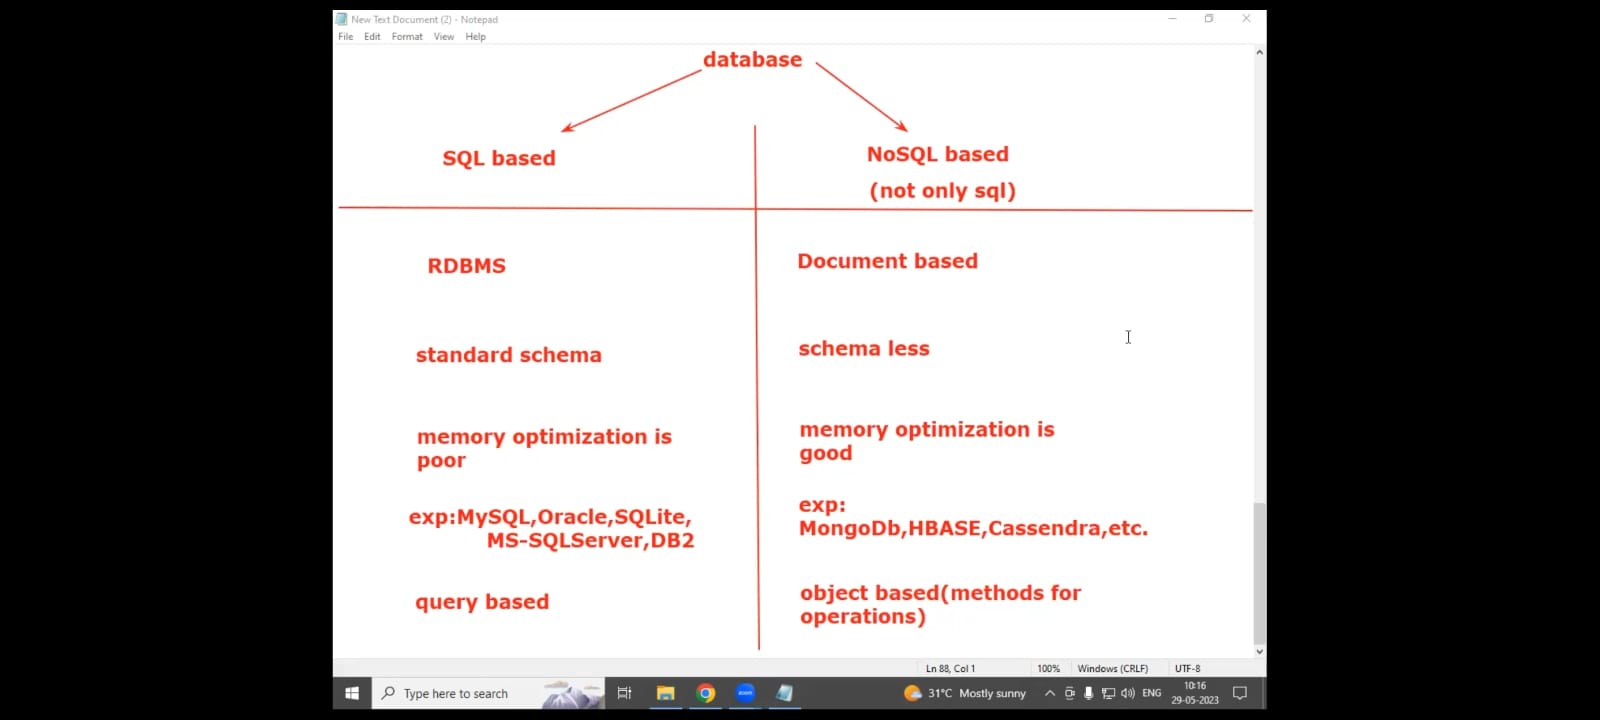 New Text Document (2) - Notepad
File Edit Format View Help
database
SQL based
NoSQL based
(not only sql)
RDBMS
Document based
standard schema
schema less
memory optimization is
poor
memory optimization is
good
exp:MySQL,Oracle,SQLite,
MS-SQLServer,DB2
exp:
MongoDb,HBASE,Cassendra,etc.
query based
object based(methods for
operations)
Ln 88, Col 1 100% Windows (CRLF) UTF-8
Type here to search
zoom
31°C Mostly sunny
ENG
10:16
29-05-2023